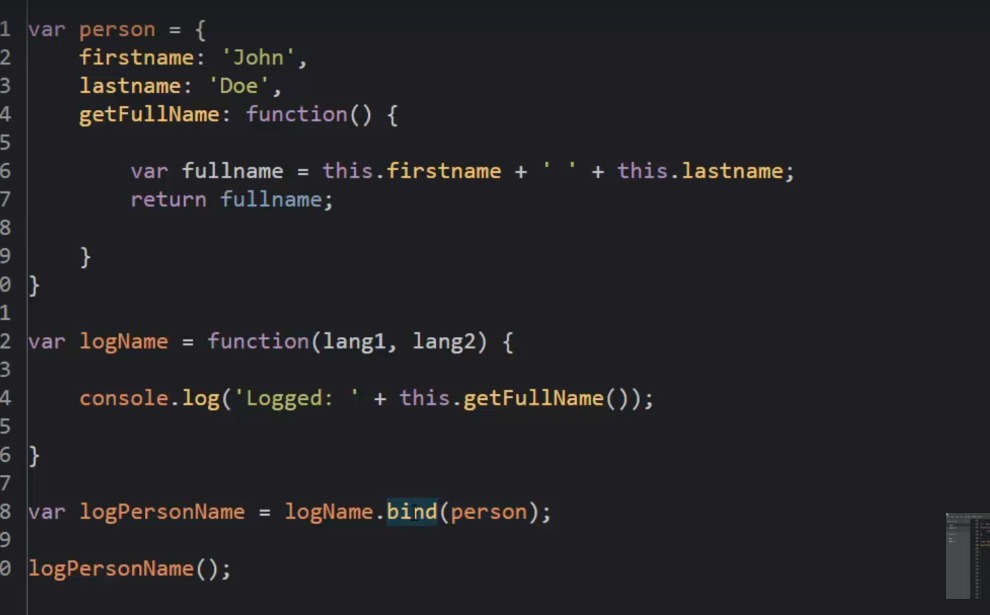 1 var person = {
2 firstname: 'John',
3 lastname: 'Doe',
4 getFullName: function() {
5
6 var fullname = this.firstname + ' ' + this.lastname;
7 return fullname;
8
9 }
0 }
1
2 var logName = function(lang1, lang2) {
3
4 console.log('Logged: ' + this.getFullName());
5
6 }
7
8 var logPersonName = logName.bind(person);
9
0 logPersonName();